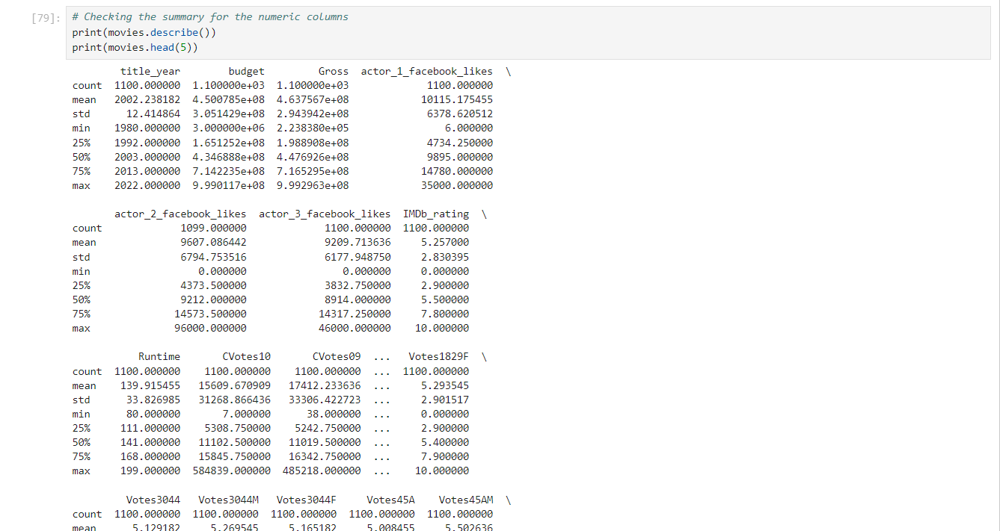 [79]: # Checking the summary for the numeric columns
print(movies.describe())
print(movies.head(5))
title_year budget Gross actor_1_facebook_likes \
count 1100.000000 1.100000e+03 1.100000e+03 1100.000000
mean 2002.238182 4.500785e+08 4.637567e+08 10115.175455
std 12.414864 3.051429e+08 2.943942e+08 6378.620512
min 1980.000000 3.000000e+06 2.238380e+05 6.000000
25% 1992.000000 1.651252e+08 1.988908e+08 4734.250000
50% 2003.000000 4.346888e+08 4.476926e+08 9895.000000
75% 2013.000000 7.142235e+08 7.165295e+08 14780.000000
max 2022.000000 9.990117e+08 9.992963e+08 35000.000000
actor_2_facebook_likes actor_3_facebook_likes IMDb_rating \
count 1099.000000 1100.000000 1100.000000
mean 9607.086442 9209.713636 5.257000
std 6794.753516 6177.948750 2.830395
min 0.000000 0.000000 0.000000
25% 4373.500000 3832.750000 2.900000
50% 9212.000000 8914.000000 5.500000
75% 14573.500000 14317.250000 7.800000
max 96000.000000 46000.000000 10.000000
Runtime CVotes10 CVotes09 ... Votes1829F \
count 1100.000000 1100.000000 1100.000000 ... 1100.000000
mean 139.915455 15609.670909 17412.233636 ... 5.293545
std 33.826985 31268.866436 33306.422723 ... 2.901517
min 80.000000 7.000000 38.000000 ... 0.000000
25% 111.000000 5308.750000 5242.750000 ... 2.900000
50% 141.000000 11102.500000 11019.500000 ... 5.400000
75% 168.000000 15845.750000 16342.750000 ... 7.900000
max 199.000000 584839.000000 485218.000000 ... 10.000000
Votes3044 Votes3044M Votes3044F Votes45A Votes45AM \
count 1100.000000 1100.000000 1100.000000 1100.000000 1100.000000
mean 5.129182 5.269545 5.165182 5.008455 5.502636